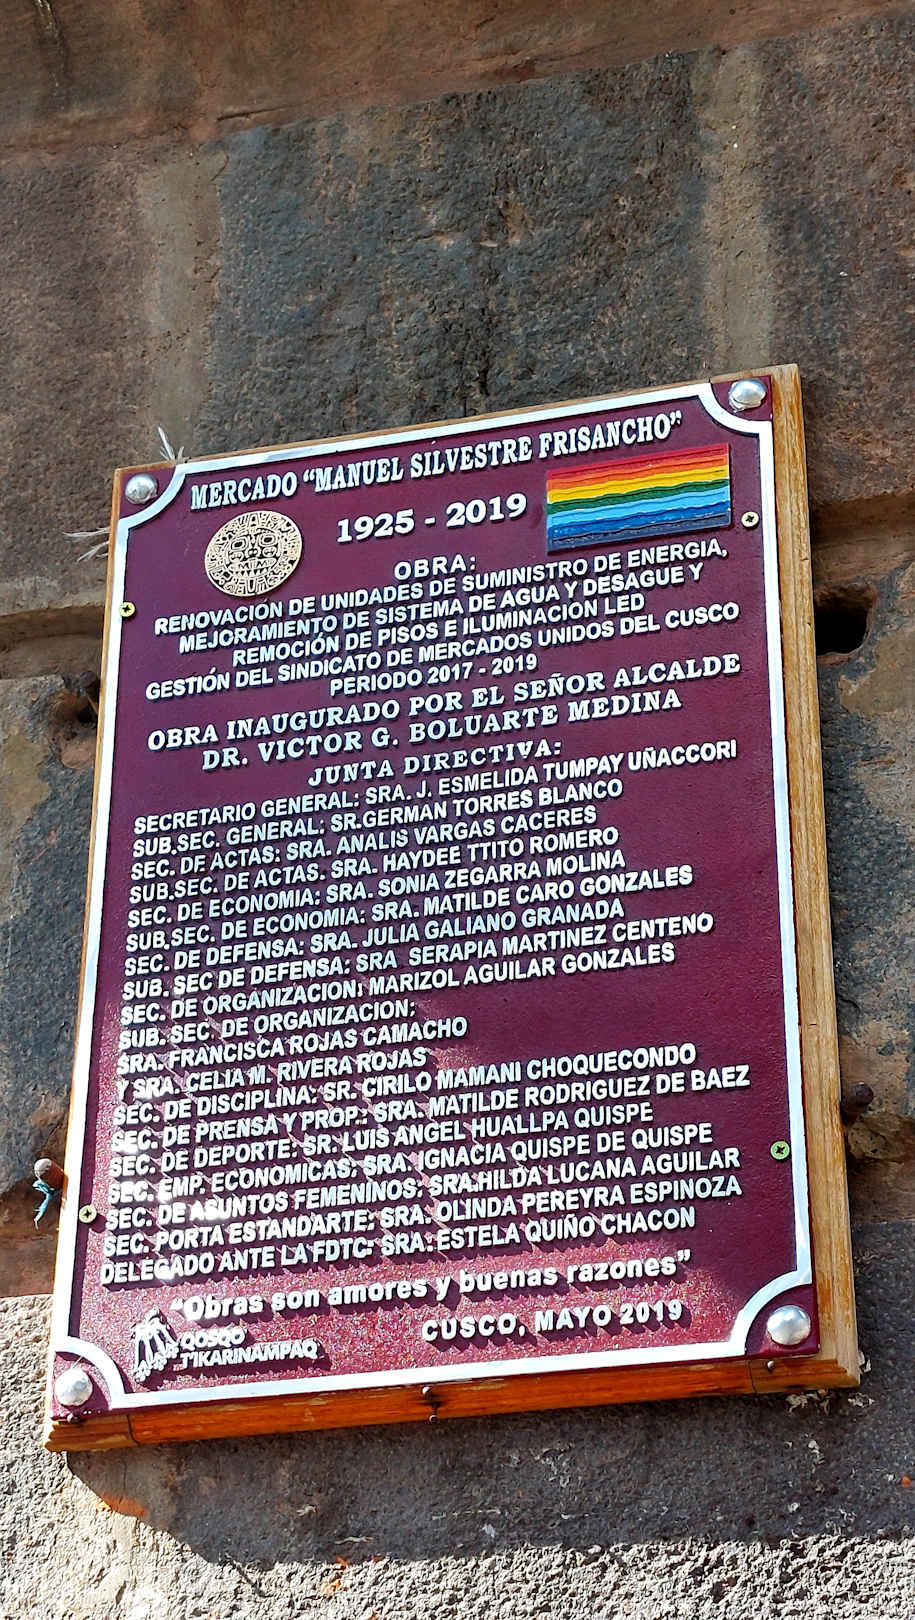 MERCADO "MANUEL SILVESTRE FRISANCHO"
1925 - 2019
OBRA:
RENOVACIÓN DE UNIDADES DE SUMINISTRO DE ENERGIA,
MEJORAMIENTO DE SISTEMA DE AGUA Y DESAGUE Y
REMOCIÓN DE PISOS E ILUMINACION LED
GESTIÓN DEL SINDICATO DE MERCADOS UNIDOS DEL CUSCO
PERIODO 2017 - 2019
OBRA INAUGURADO POR EL SEÑOR ALCALDE
DR. VICTOR G. BOLUARTE MEDINA
JUNTA DIRECTIVA:
SECRETARIO GENERAL: SRA. J. ESMELIDA TUMPAY UÑACCORI
SUB.SEC. GENERAL: SR.GERMAN TORRES BLANCO
SEC. DE ACTAS: SRA. ANALIS VARGAS CACERES
SUB.SEC. DE ACTAS. SRA. HAYDEE TTITO ROMERO
SEC. DE ECONOMIA: SRA. SONIA ZEGARRA MOLINA
SUB.SEC. DE ECONOMIA: SRA. MATILDE CARO GONZALES
SEC. DE DEFENSA: SRA. JULIA GALIANO GRANADA
SUB. SEC DE DEFENSA: SRA SERAPIA MARTINEZ CENTENO
SEC. DE ORGANIZACION: MARIZOL AGUILAR GONZALES
SUB. SEC. DE ORGANIZACION:
SRA. FRANCISCA ROJAS CAMACHO
Y SRA. CELIA M. RIVERA ROJAS
SEC. DE DISCIPLINA: SR. CIRILO MAMANI CHOQUECONDO
SEC. DE PRENSA Y PROP.: SRA. MATILDE RODRIGUEZ DE BAEZ
SEC. DE DEPORTE: SR. LUIS ANGEL HUALLPA QUISPE
SEC. EMP. ECONOMICAS: SRA. IGNACIA QUISPE DE QUISPE
SEC. DE ASUNTOS FEMENINOS: SRA.HILDA LUCANA AGUILAR
SEC. PORTA ESTANDARTE: SRA. OLINDA PEREYRA ESPINOZA
DELEGADO ANTE LA FDTC: SRA. ESTELA QUIÑO CHACON
"Obras son amores y buenas razones"
QOSQO
T'IKARINAMPAQ
CUSCO, MAYO 2019